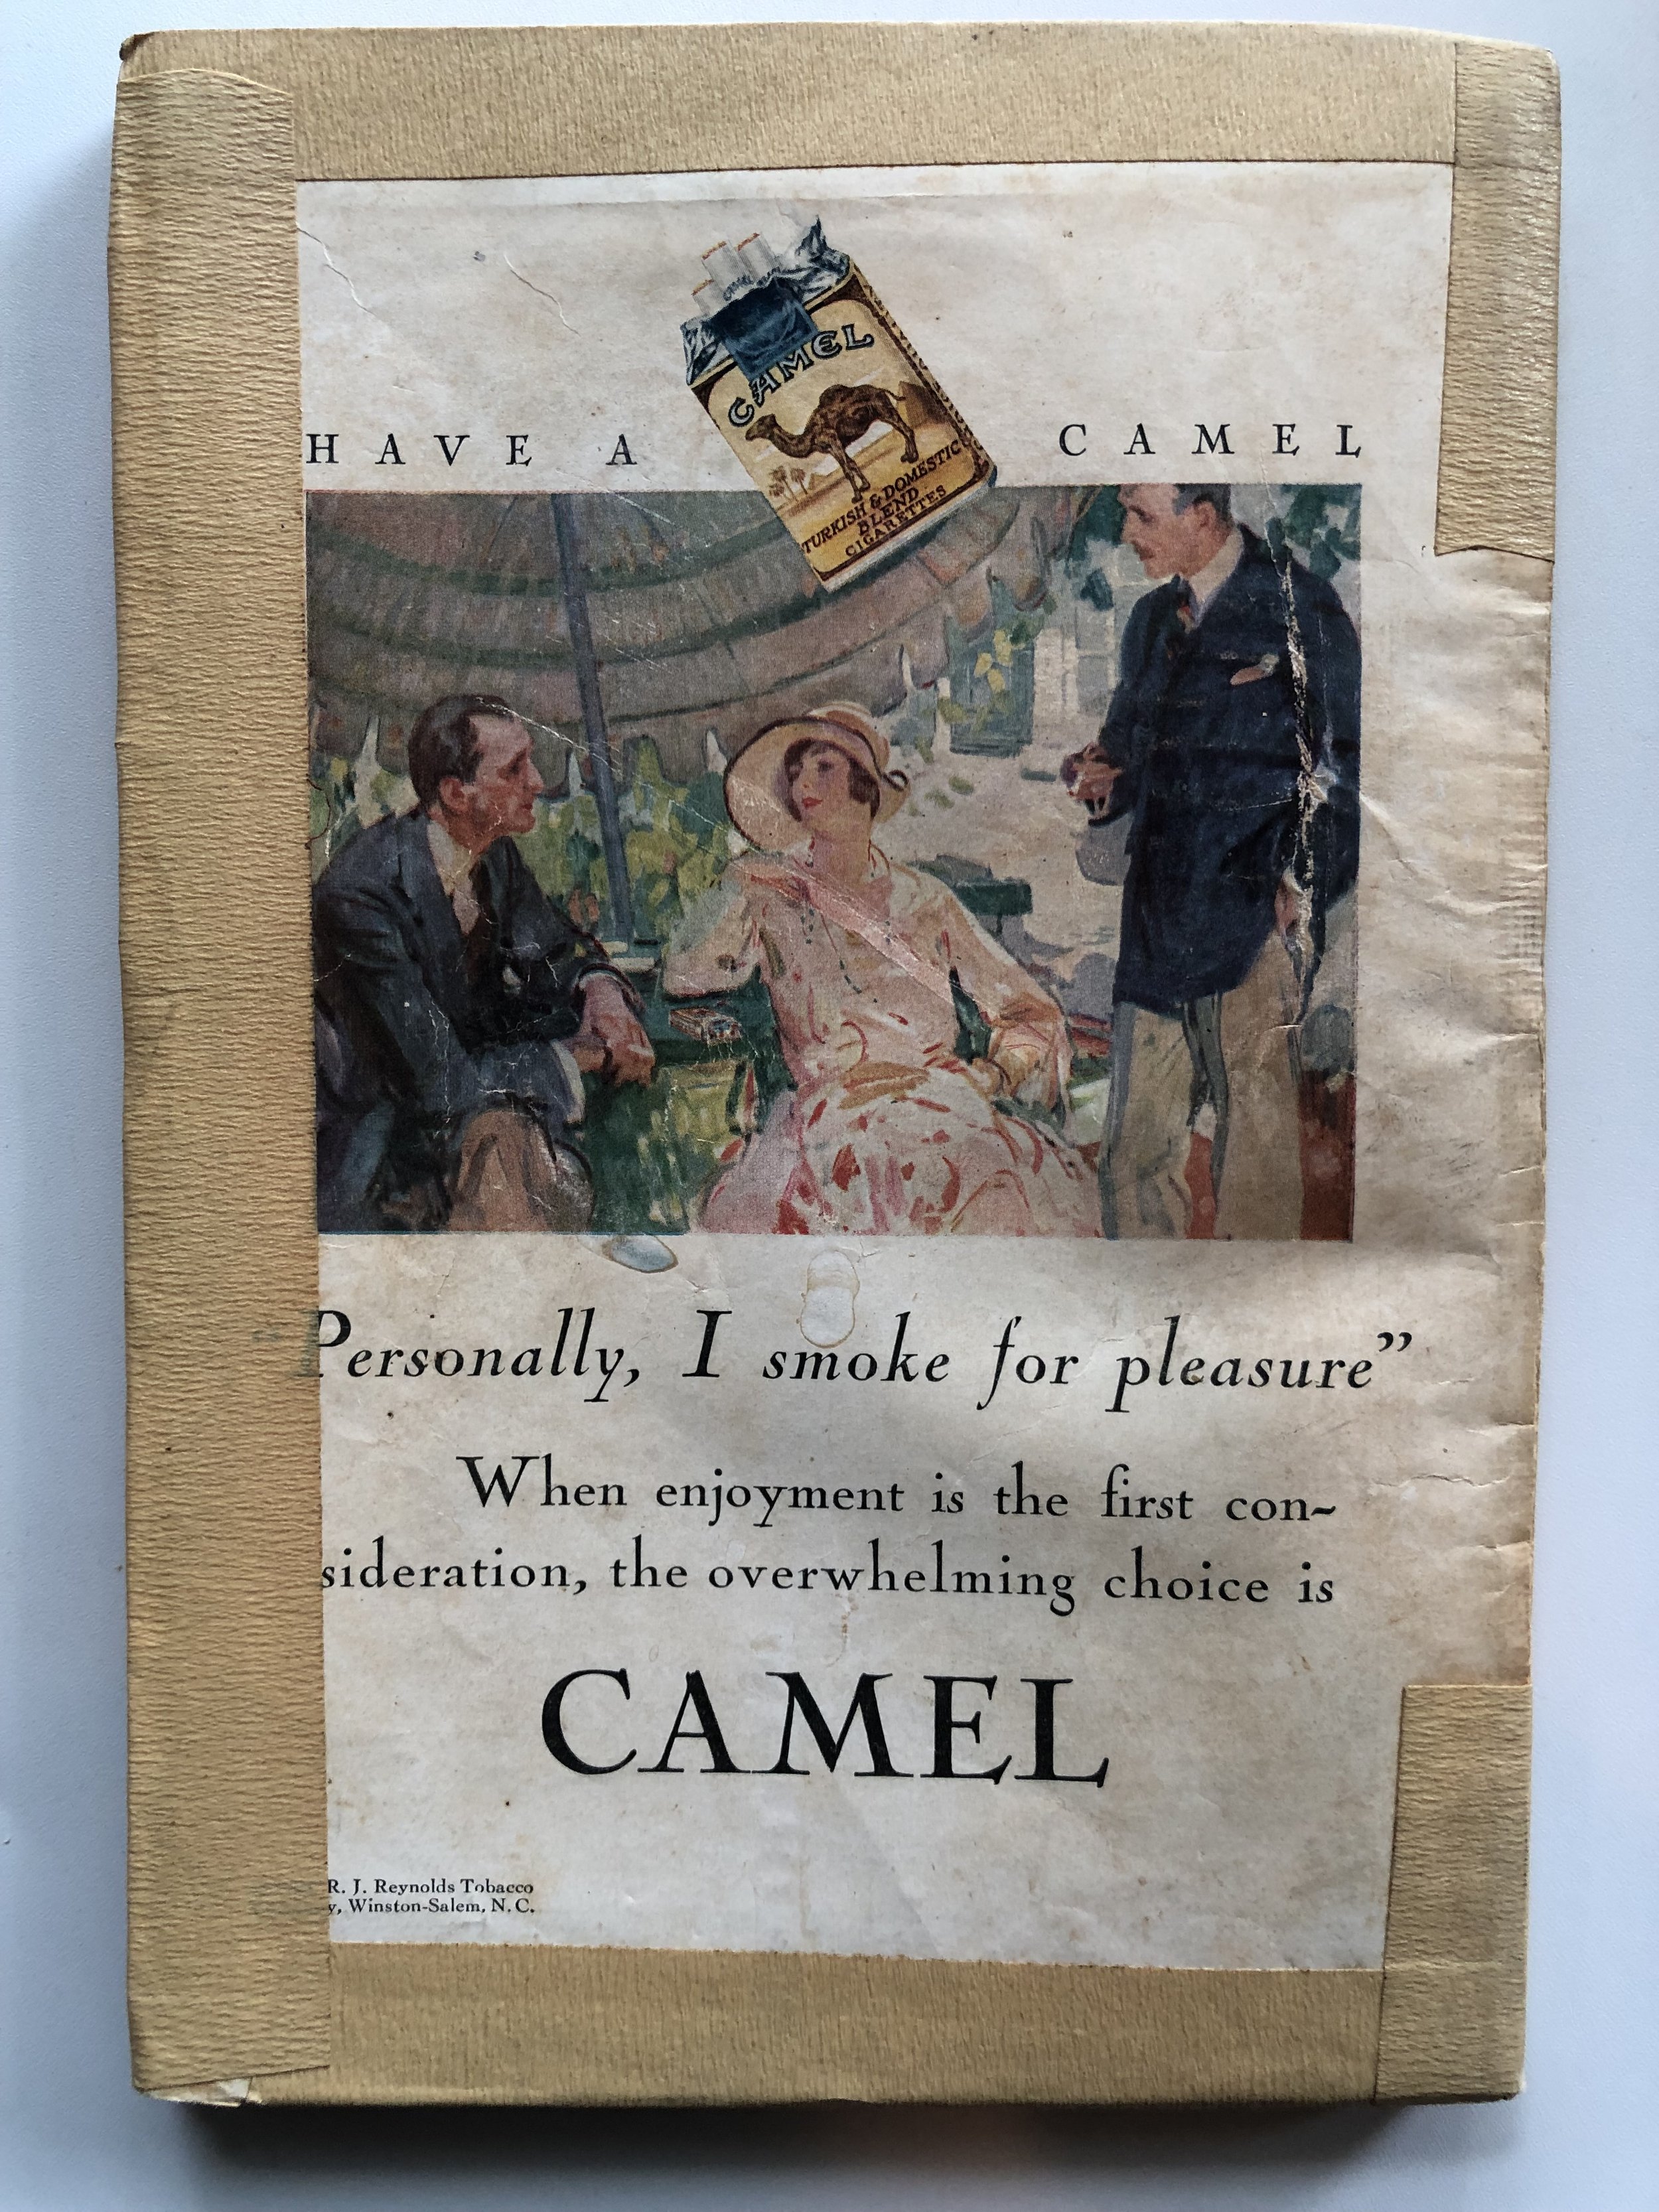 CAMEL
TURKISH & DOMESTIC
BLEND
CIGARETTES
HAVE A CAMEL
Personally, I smoke for pleasure”
When enjoyment is the first con-
sideration, the overwhelming choice is
CAMEL
R. J. Reynolds Tobacco
y, Winston-Salem, N. C.